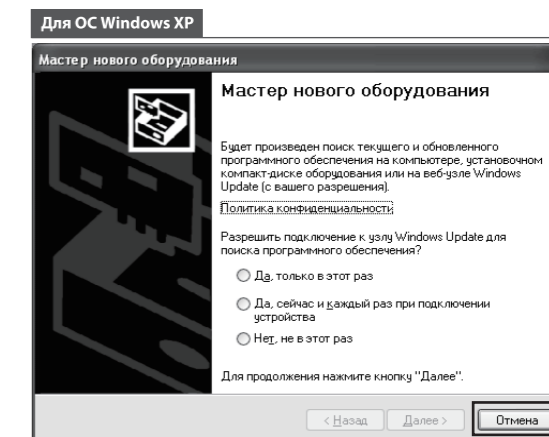 Для ОС Windows XP
Мастер нового оборудования
Мастер нового оборудования
Будет произведен поиск текущего и обновленного
программного обеспечения на компьютере, установочном
компакт-диске оборудования или на веб-узле Windows
Update (с вашего разрешения).
Политика конфиденциальности
Разрешить подключение к узлу Windows Update для
поиска программного обеспечения?
Да, только в этот раз
Да, сейчас и каждый раз при подключении
устройства
Нет, не в этот раз
Для продолжения нажмите кнопку "Далее".
< Назад Далее > Отмена